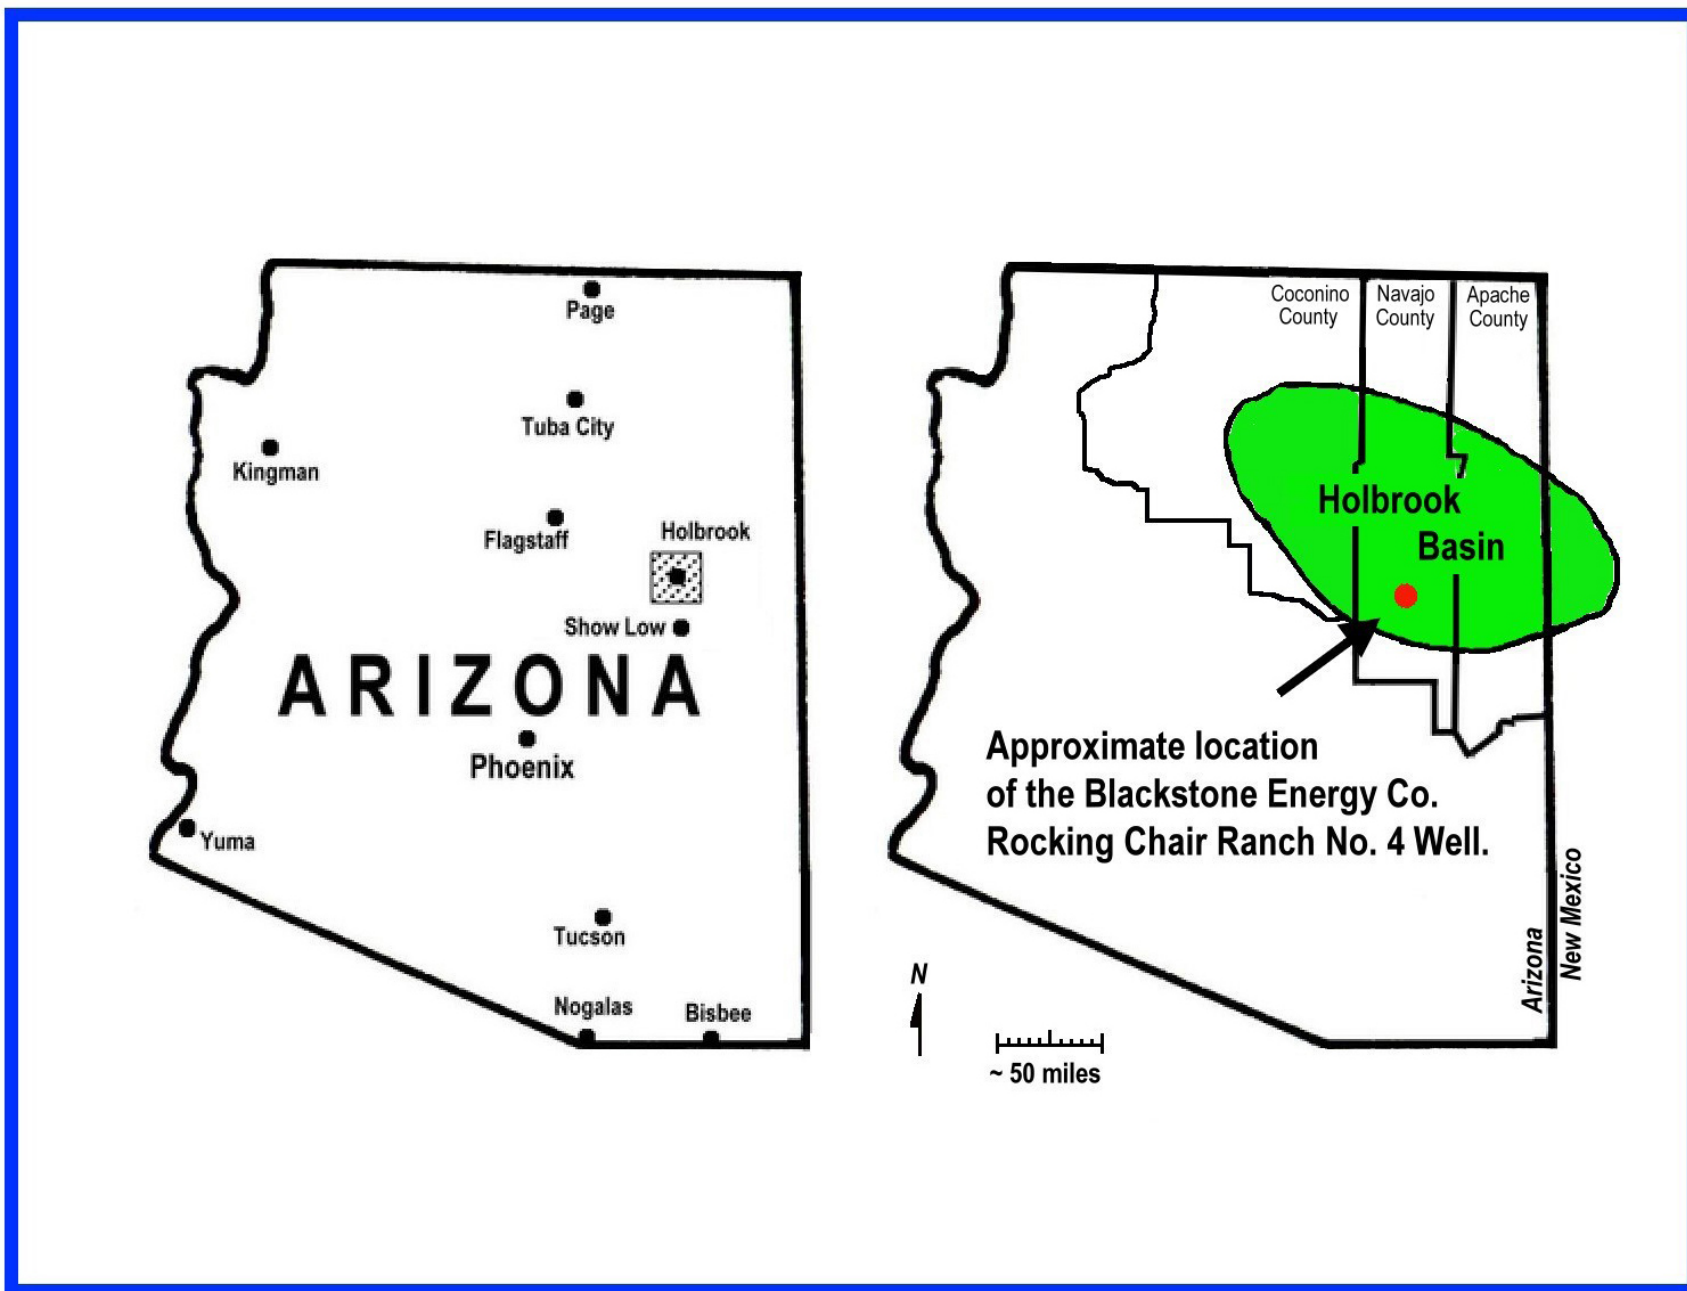 Page
Tuba City
Kingman
Flagstaff
Holbrook
Show Low
ARIZONA
Phoenix
Yuma
Tucson
Nogalas
Bisbee
Coconino
County
Navajo
County
Apache
County
Holbrook
Basin
Approximate location
of the Blackstone Energy Co.
Rocking Chair Ranch No. 4 Well.
Arizona
New Mexico
N
~ 50 miles